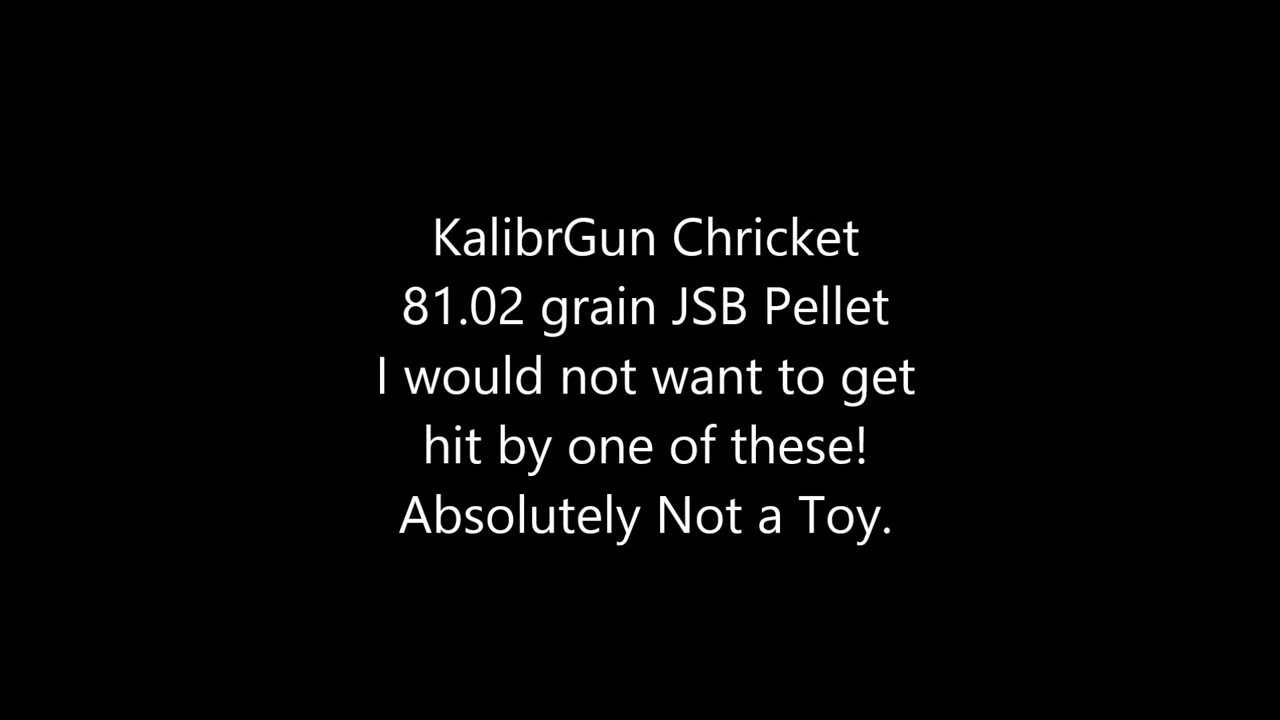 KalibrGun Chricket
81.02 grain JSB Pellet
I would not want to get
hit by one of these!
Absolutely Not a Toy.